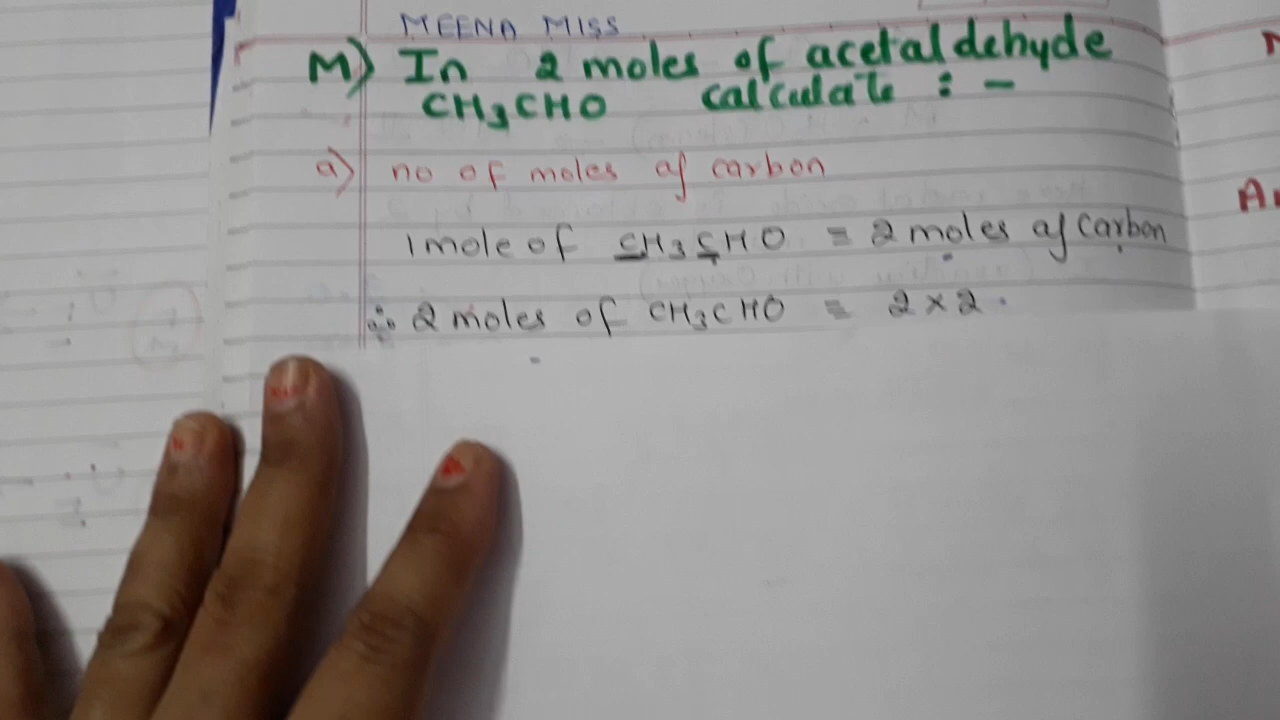 MEENA MISS
M) In 2 moles of acetaldehyde
CH3CHO calculate : -
a) no of moles of carbon
1 mole of CH3CHO = 2 moles of carbon
∴ 2 moles of CH3CHO = 2 × 2